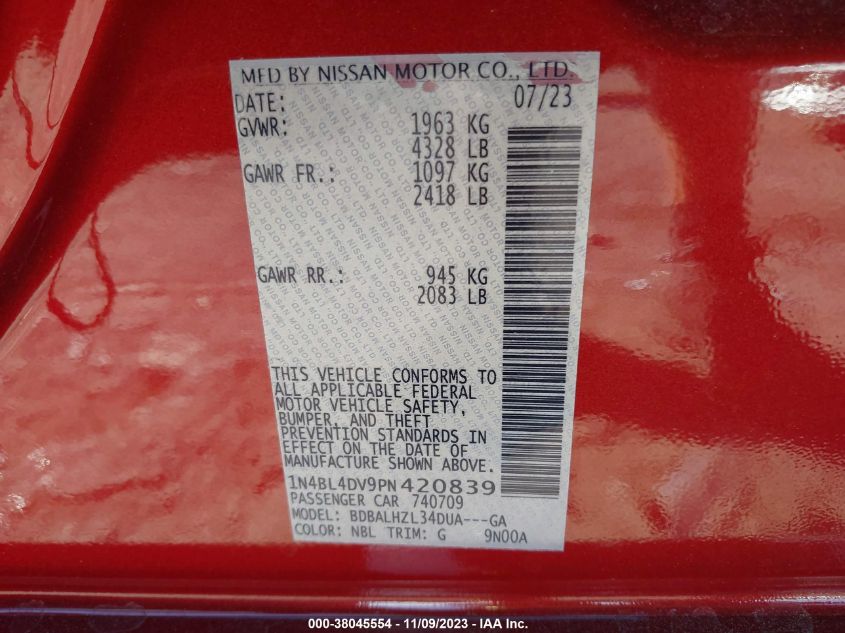 MFD BY NISSAN MOTOR CO., LTD.
DATE: 07/23
GVWR: 1963 KG
4328 LB
GAWR FR.: 1097 KG
2418 LB
GAWR RR.: 945 KG
2083 LB
THIS VEHICLE CONFORMS TO
ALL APPLICABLE FEDERAL
MOTOR VEHICLE SAFETY,
BUMPER, AND THEFT
PREVENTION STANDARDS IN
EFFECT ON THE DATE OF
MANUFACTURE SHOWN ABOVE.
1N4BL4DV9PN420839
PASSENGER CAR 740709
MODEL: BDBALHZL34DUA---GA
COLOR: NBL TRIM: G 9N00A
000-38045554 - 11/09/2023 - IAA Inc.